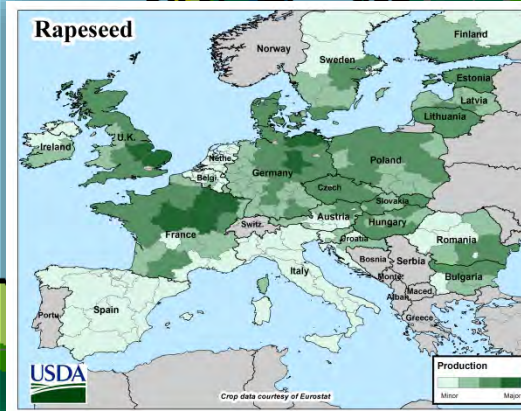 Rapeseed
Finland
Norway
Sweden
Estonia
Latvia
Lithuania
Ireland
U.K.
Nethe.
Belgi.
Germany
Poland
Czech
Slovakia
Austria
Hungary
France
Switz.
Croatia
Romania
Bosnia
Serbia
Italy
Monte.
Bulgaria
Alban.
Maced.
Spain
Portu.
Greece
USDA
Crop data courtesy of Eurostat
Production
Minor
Major